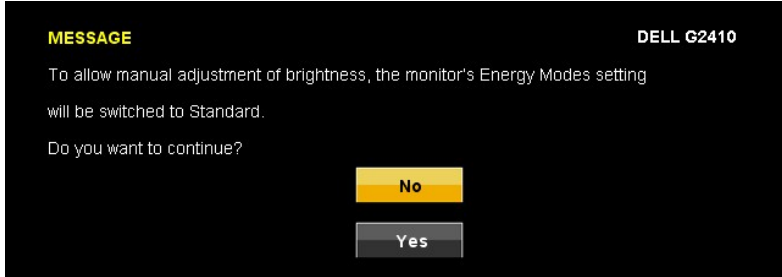 MESSAGE DELL G2410
To allow manual adjustment of brightness, the monitor's Energy Modes setting
will be switched to Standard.
Do you want to continue?
No
Yes